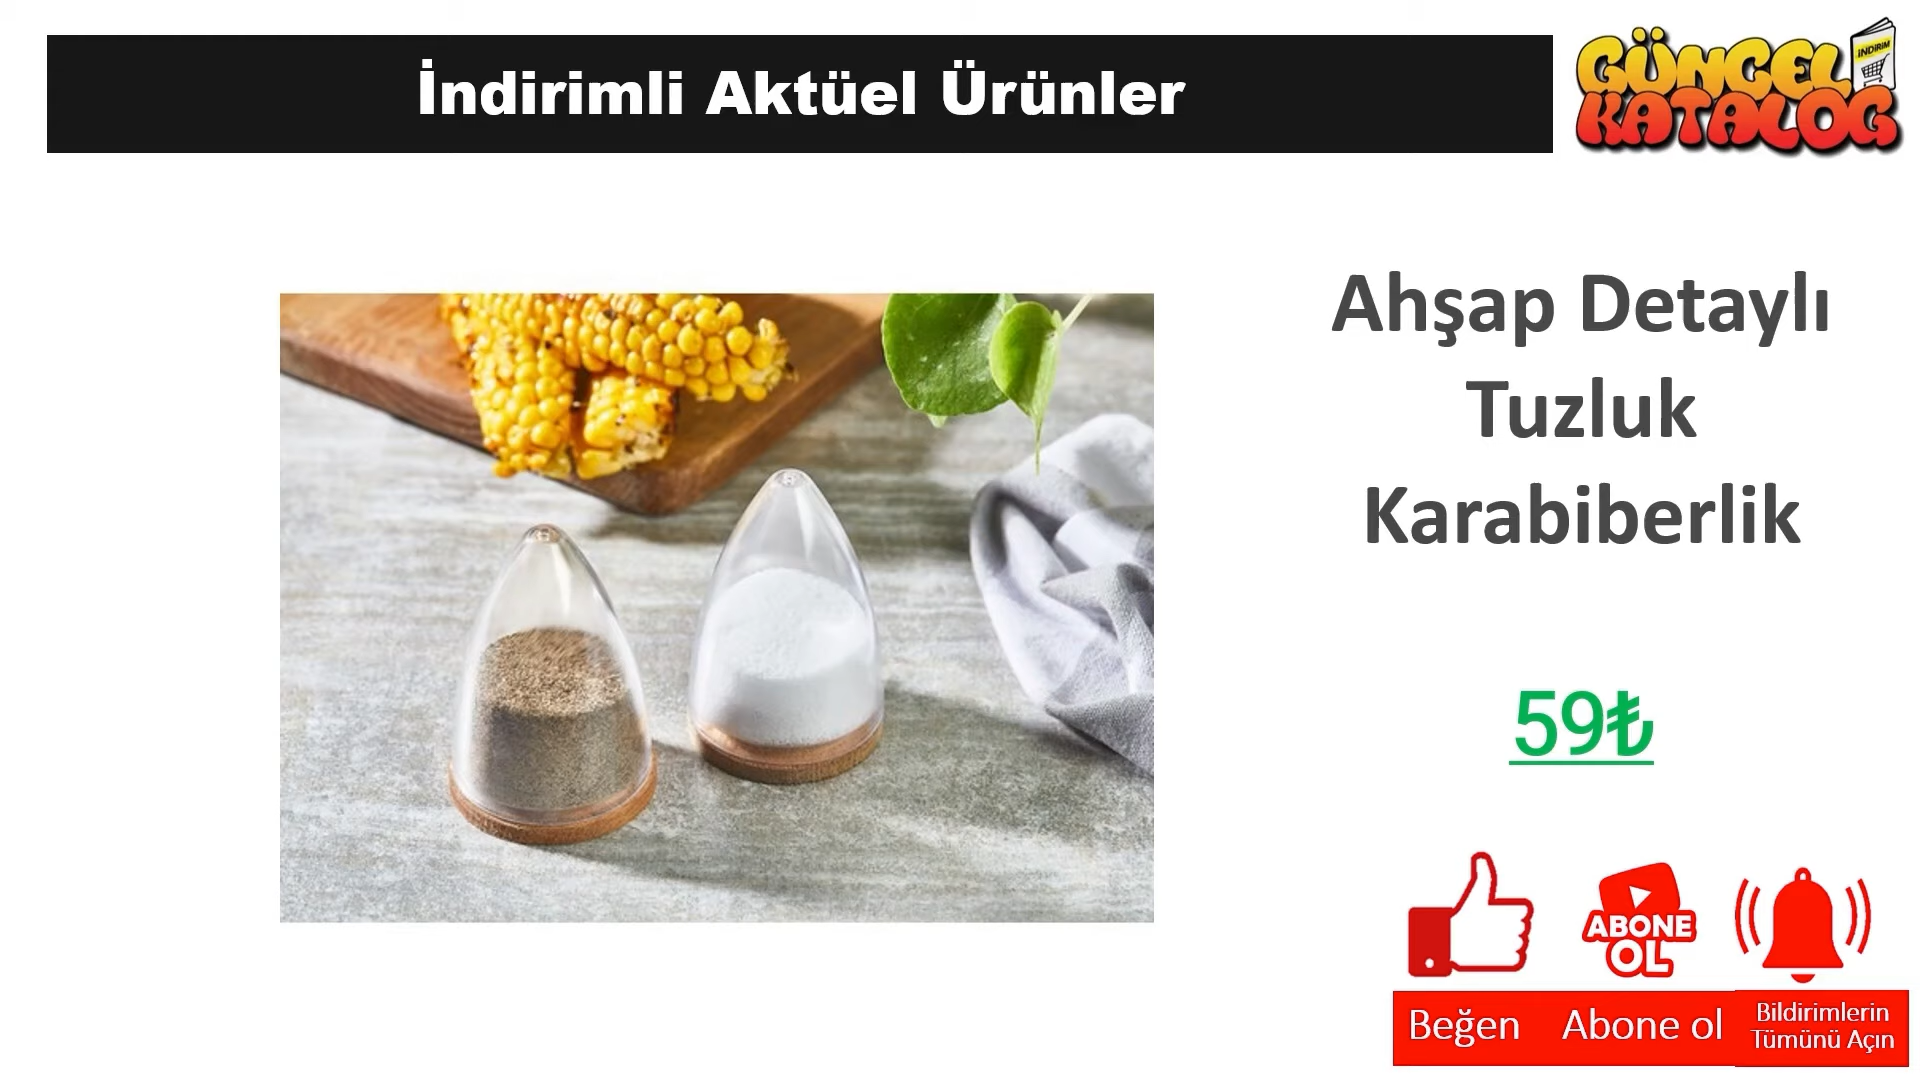 İndirimli Aktüel Ürünler
GÜNCEL
İNDİRİM
KATALOG
Ahşap Detaylı
Tuzluk
Karabiberlik
59₺
ABONE
OL
Beğen
Abone ol
Bildirimlerin
Tümünü Açın